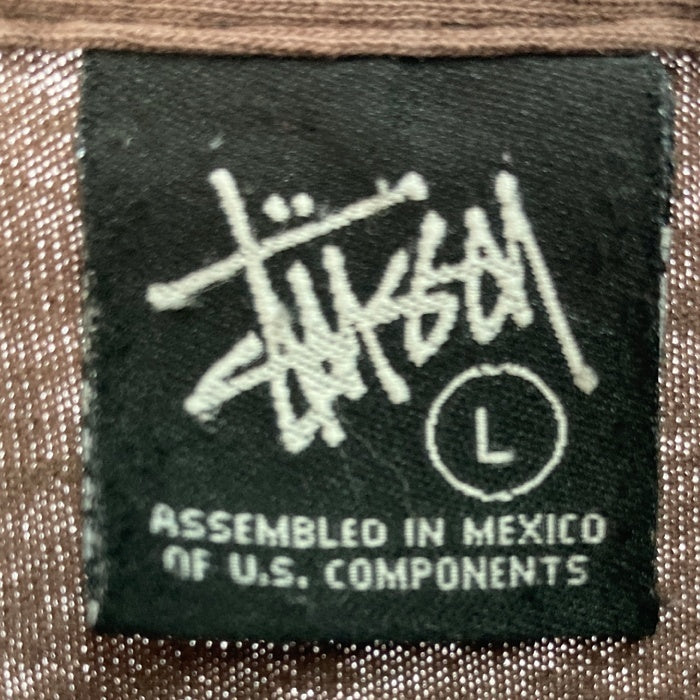 Stüssy
L
ASSEMBLED IN MEXICO
OF U.S. COMPONENTS